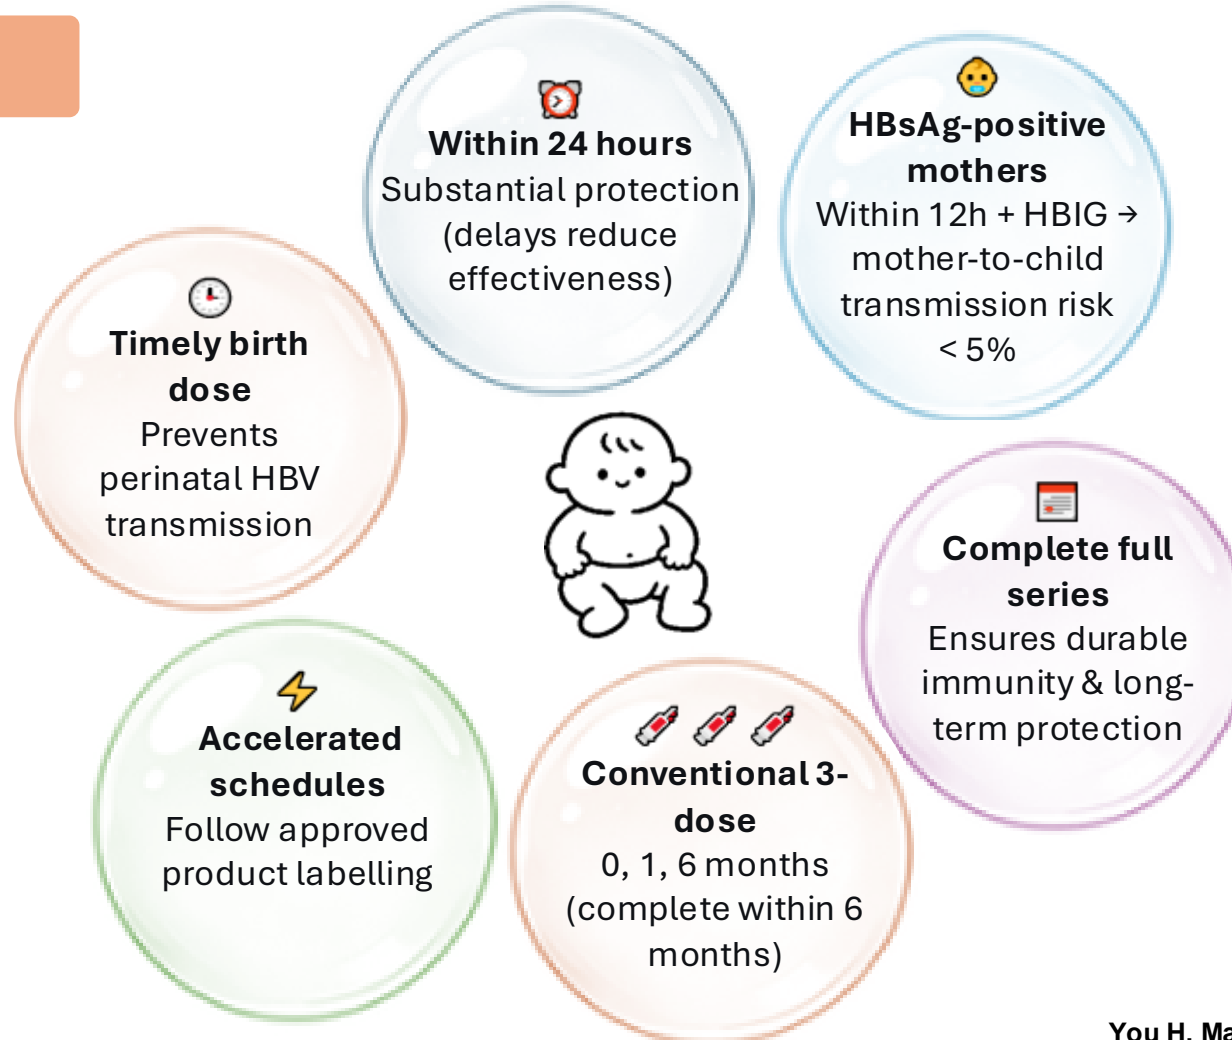 Within 24 hours
Substantial protection
(delays reduce
effectiveness)
HBsAg-positive
mothers
Within 12h + HBIG →
mother-to-child
transmission risk
< 5%
Timely birth
dose
Prevents
perinatal HBV
transmission
Complete full
series
Ensures durable
immunity & long-
term protection
Accelerated
schedules
Follow approved
product labelling
Conventional 3-
dose
0, 1, 6 months
(complete within 6
months)
You H, Ma